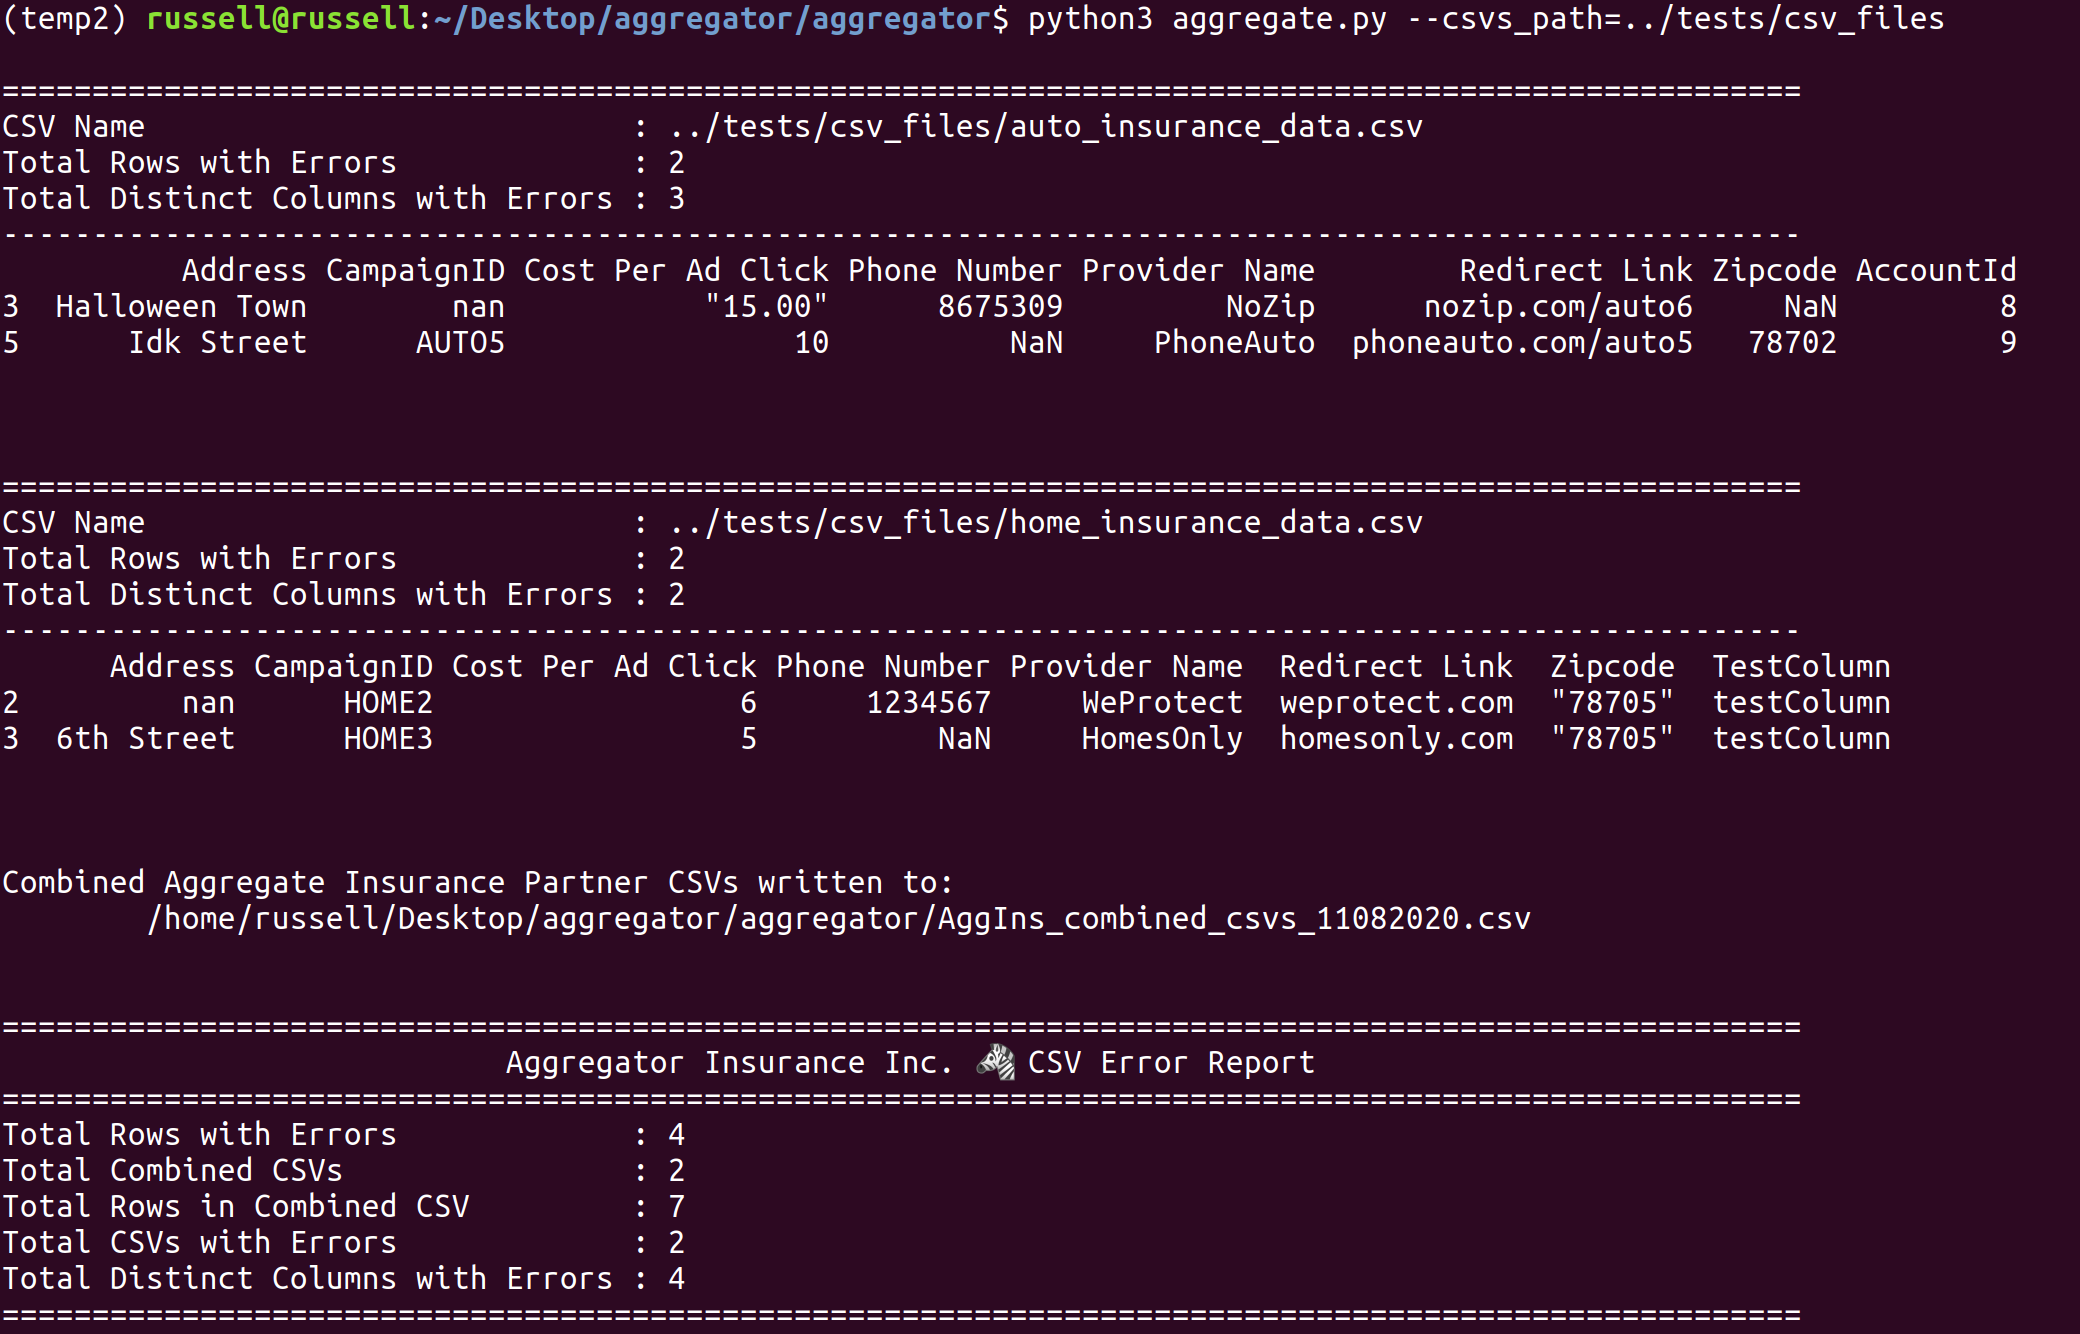 (temp2) russell@russell:~/Desktop/aggregator/aggregator$ python3 aggregate.py --csvs_path=../tests/csv_files
====================================================================================================
CSV Name                           : ../tests/csv_files/auto_insurance_data.csv
Total Rows with Errors             : 2
Total Distinct Columns with Errors : 3
----------------------------------------------------------------------------------------------------
          Address CampaignID Cost Per Ad Click Phone Number Provider Name        Redirect Link Zipcode AccountId
3  Halloween Town        nan           "15.00"      8675309         NoZip      nozip.com/auto6     NaN         8
5      Idk Street      AUTO5                10          NaN     PhoneAuto  phoneauto.com/auto5   78702         9
====================================================================================================
CSV Name                           : ../tests/csv_files/home_insurance_data.csv
Total Rows with Errors             : 2
Total Distinct Columns with Errors : 2
----------------------------------------------------------------------------------------------------
      Address CampaignID Cost Per Ad Click Phone Number Provider Name  Redirect Link  Zipcode  TestColumn
2         nan      HOME2                 6      1234567     WeProtect  weprotect.com  "78705"  testColumn
3  6th Street      HOME3                 5          NaN     HomesOnly  homesonly.com  "78705"  testColumn
Combined Aggregate Insurance Partner CSVs written to:
        /home/russell/Desktop/aggregator/aggregator/AggIns_combined_csvs_11082020.csv
====================================================================================================
                            Aggregator Insurance Inc. 🦓 CSV Error Report
====================================================================================================
Total Rows with Errors             : 4
Total Combined CSVs                : 2
Total Rows in Combined CSV         : 7
Total CSVs with Errors             : 2
Total Distinct Columns with Errors : 4
====================================================================================================